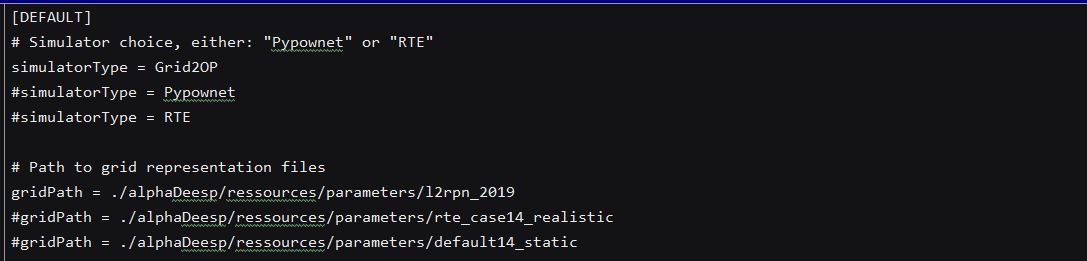 [DEFAULT]
# Simulator choice, either: "Pypownet" or "RTE"
simulatorType = Grid2OP
#simulatorType = Pypownet
#simulatorType = RTE
# Path to grid representation files
gridPath = ./alphaDeesp/ressources/parameters/l2rpn_2019
#gridPath = ./alphaDeesp/ressources/parameters/rte_case14_realistic
#gridPath = ./alphaDeesp/ressources/parameters/default14_static